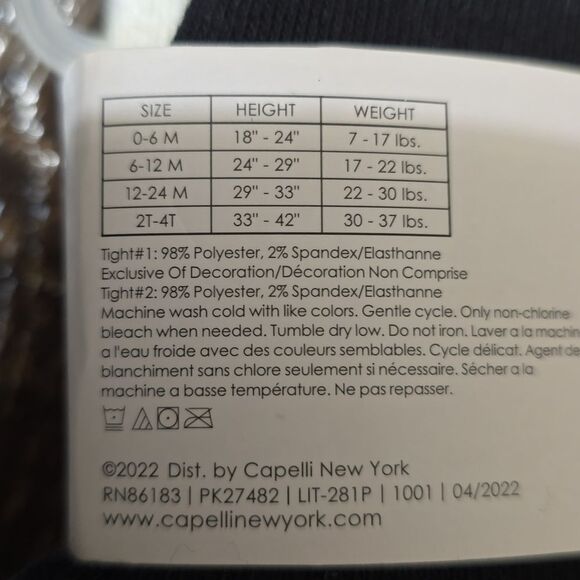 SIZE HEIGHT WEIGHT
0-6 M 18" - 24" 7 - 17 lbs.
6-12 M 24" - 29" 17 - 22 lbs.
12-24 M 29" - 33" 22 - 30 lbs.
2T-4T 33" - 42" 30 - 37 lbs.
Tight#1: 98% Polyester, 2% Spandex/Elasthanne
Exclusive Of Decoration/Décoration Non Comprise
Tight#2: 98% Polyester, 2% Spandex/Elasthanne
Machine wash cold with like colors. Gentle cycle. Only non-chlorine
bleach when needed. Tumble dry low. Do not iron. Laver a la machin
a l'eau froide avec des couleurs semblables. Cycle délicat. Agent de
blanchiment sans chlore seulement si nécessaire. Sécher a la
machine a basse température. Ne pas repasser.
©2022 Dist. by Capelli New York
RN86183 | PK27482 | LIT-281P | 1001 | 04/2022
www.capellinewyork.com